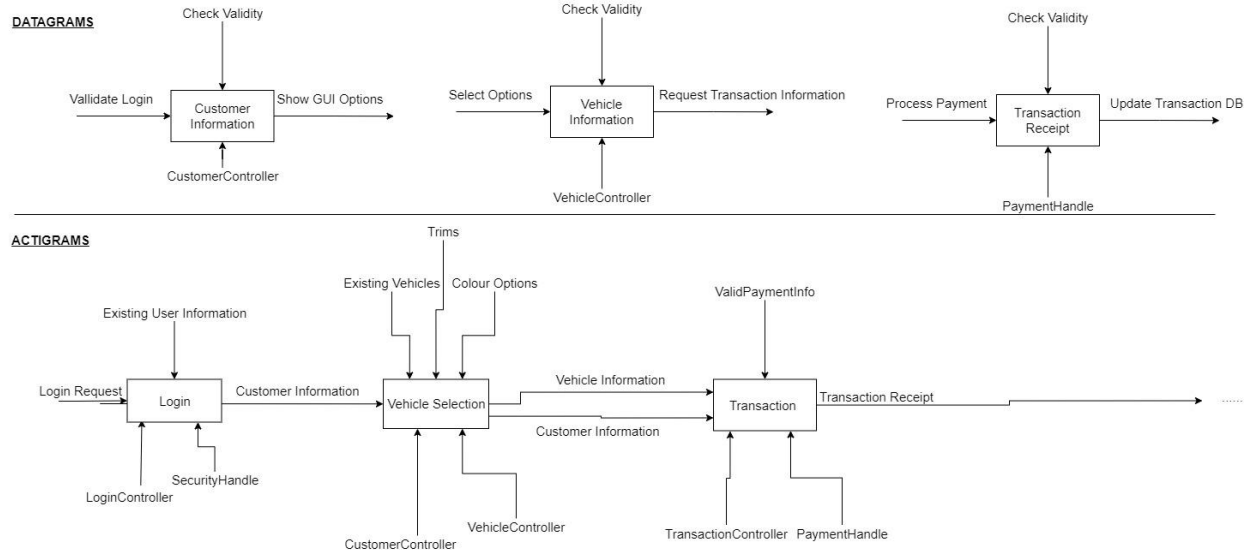 DATAGRAMS
Check Validity
Check Validity
Check Validity
Vallidate Login
Customer
Information
Show GUI Options
Select Options
Vehicle
Information
Request Transaction Information
Process Payment
Transaction
Receipt
Update Transaction DB
CustomerController
VehicleController
PaymentHandle
ACTIGRAMS
Trims
Existing Vehicles
Colour Options
ValidPaymentInfo
Existing User Information
Login Request
Login
Customer Information
Vehicle Selection
Vehicle Information
Customer Information
Transaction
Transaction Receipt
......
SecurityHandle
LoginController
VehicleController
CustomerController
TransactionController
PaymentHandle